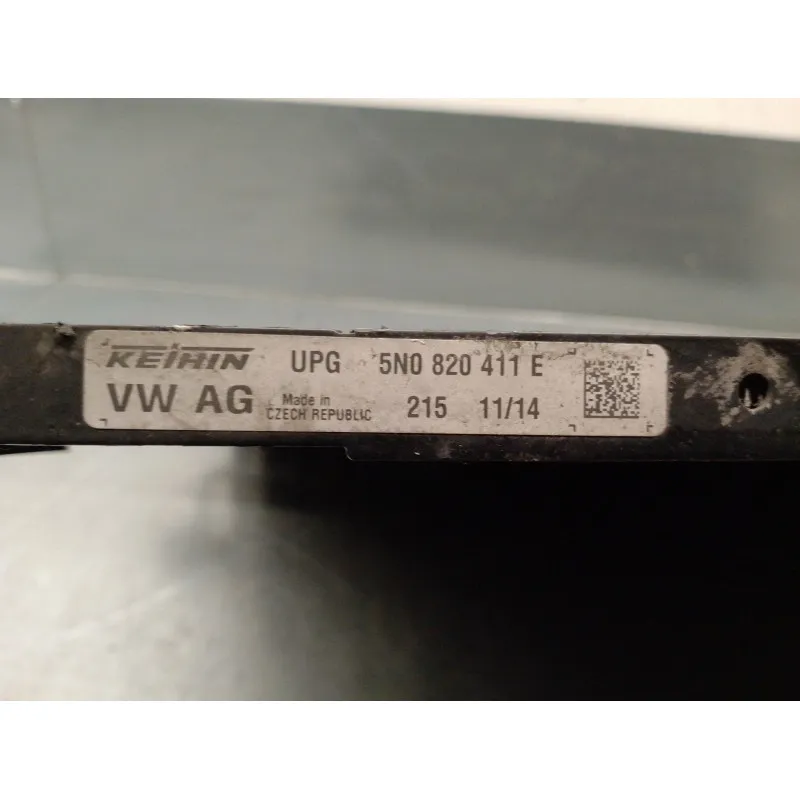 KEIHIN UPG 5N0 820 411 E
VW AG Made in CZECH REPUBLIC 215 11/14